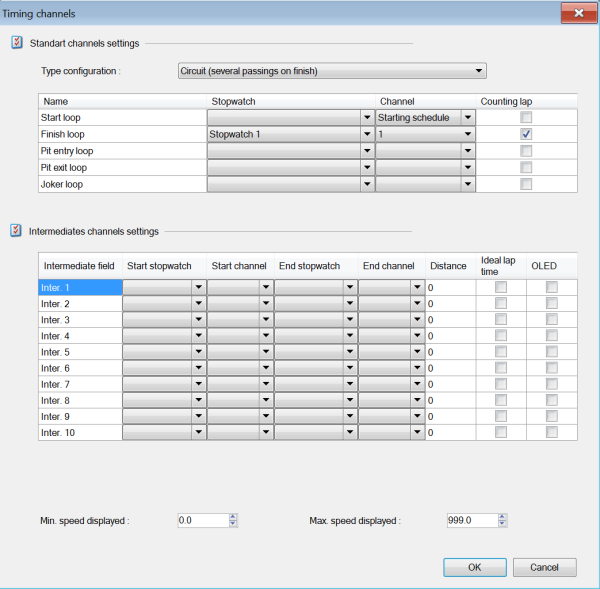 Timing channels
Standart channels settings
Type configuration : Circuit (several passings on finish)
Name Stopwatch Channel Counting lap
Start loop Starting schedule
Finish loop Stopwatch 1 1
Pit entry loop
Pit exit loop
Joker loop
Intermediates channels settings
Intermediate field Start stopwatch Start channel End stopwatch End channel Distance Ideal lap time OLED
Inter. 1 0
Inter. 2 0
Inter. 3 0
Inter. 4 0
Inter. 5 0
Inter. 6 0
Inter. 7 0
Inter. 8 0
Inter. 9 0
Inter. 10 0
Min. speed displayed : 0.0 Max. speed displayed : 999.0
OK Cancel